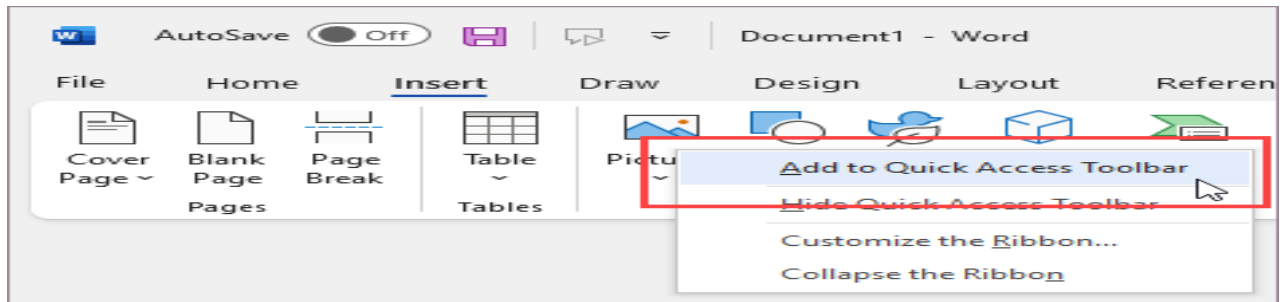 W AutoSave Off Document1 - Word
File Home Insert Draw Design Layout Referen
Cover Page Blank Page Page Break Table Pictu
Pages Tables
Add to Quick Access Toolbar
Hide Quick Access Toolbar
Customize the Ribbon...
Collapse the Ribbon